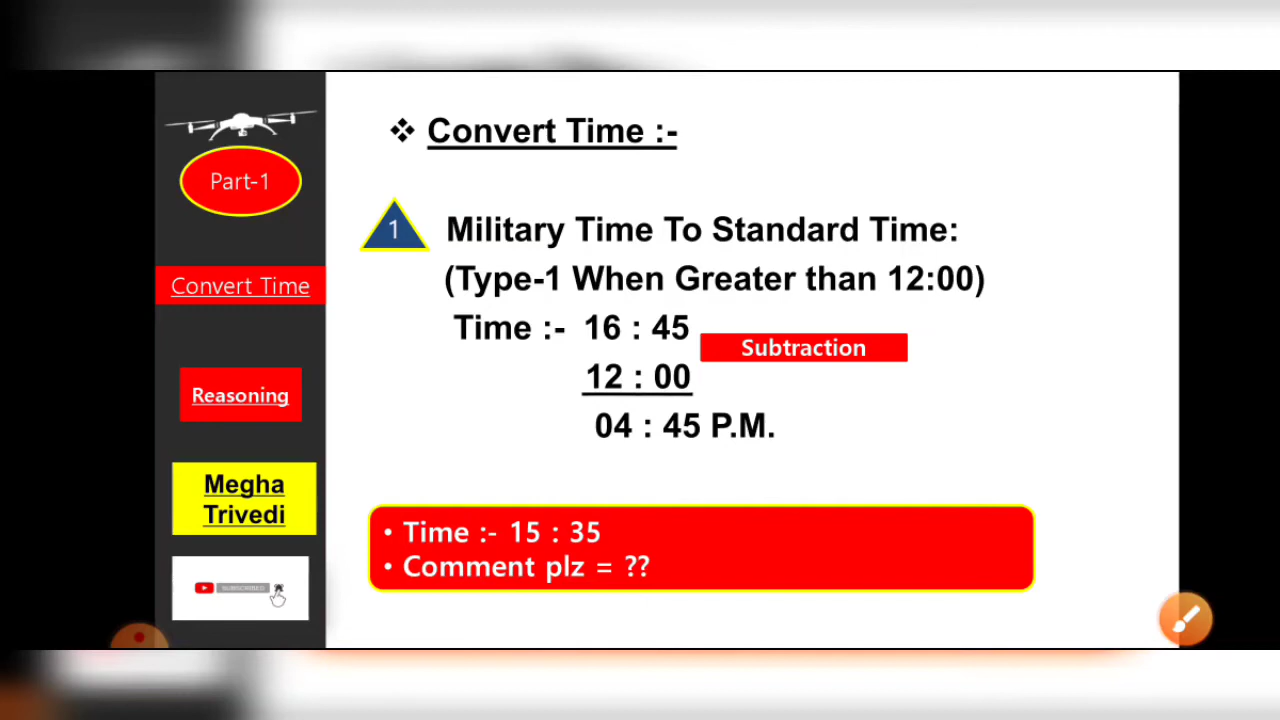 Part-1
Convert Time
Reasoning
Megha
Trivedi
SUBSCRIBED
❖ Convert Time :-
1
Military Time To Standard Time:
(Type-1 When Greater than 12:00)
Time :- 16 : 45
Subtraction
12 : 00
04 : 45 P.M.
• Time :- 15 : 35
• Comment plz = ??